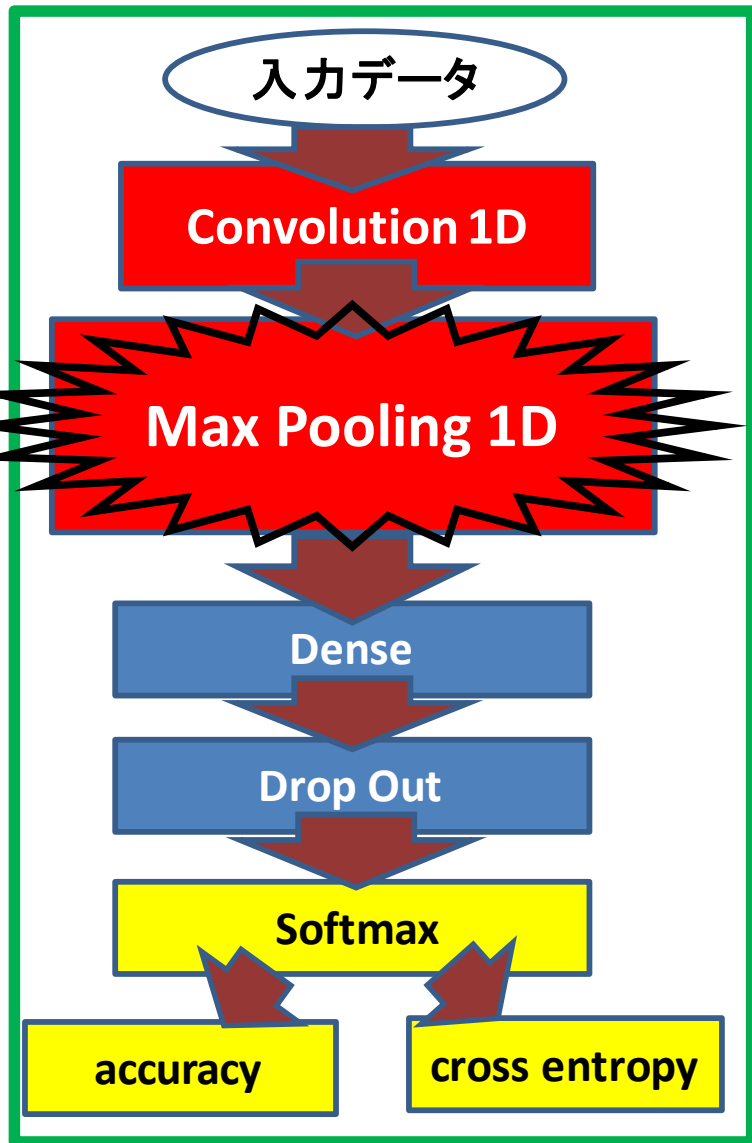 入力データ
Convolution 1D
Max Pooling 1D
Dense
Drop Out
Softmax
accuracy
cross entropy